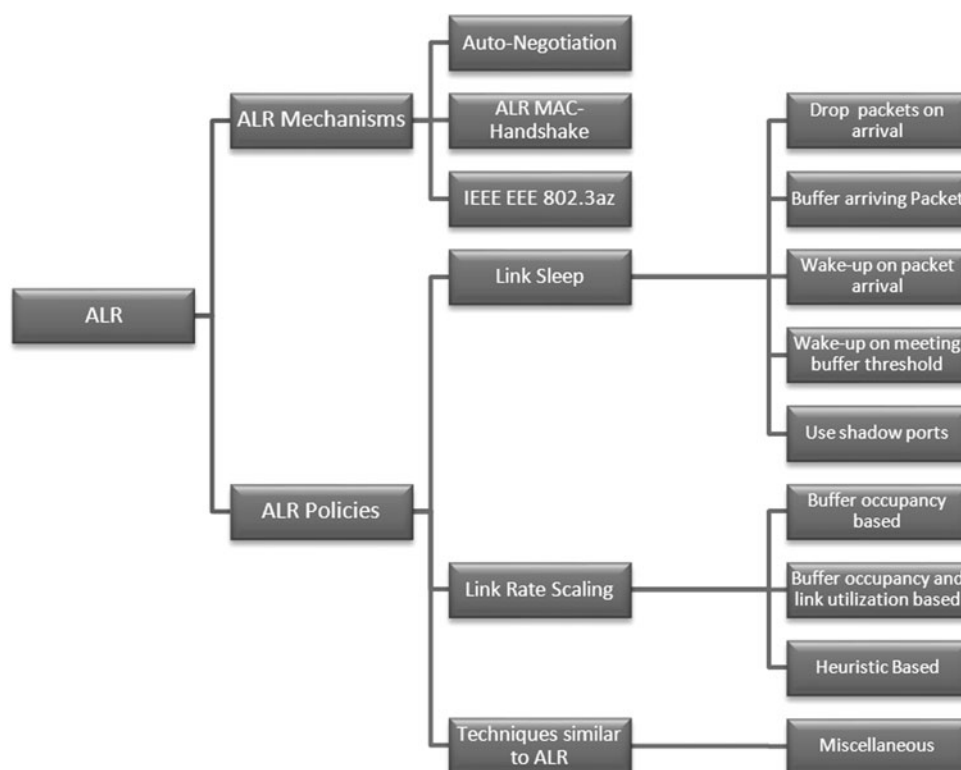 ALR
ALR Mechanisms
Auto-Negotiation
ALR MAC-
Handshake
IEEE EEE 802.3az
ALR Policies
Link Sleep
Drop packets on
arrival
Buffer arriving Packet
Wake-up on packet
arrival
Wake-up on meeting
buffer threshold
Use shadow ports
Link Rate Scaling
Buffer occupancy
based
Buffer occupancy and
link utilization based
Heuristic Based
Techniques similar
to ALR
Miscellaneous